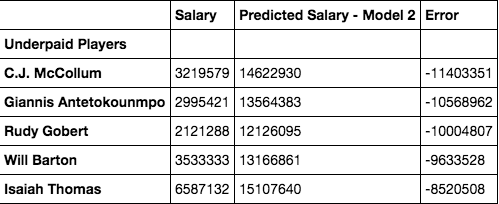 Salary Predicted Salary - Model 2 Error
Underpaid Players
C.J. McCollum 3219579 14622930 -11403351
Giannis Antetokounmpo 2995421 13564383 -10568962
Rudy Gobert 2121288 12126095 -10004807
Will Barton 3533333 13166861 -9633528
Isaiah Thomas 6587132 15107640 -8520508